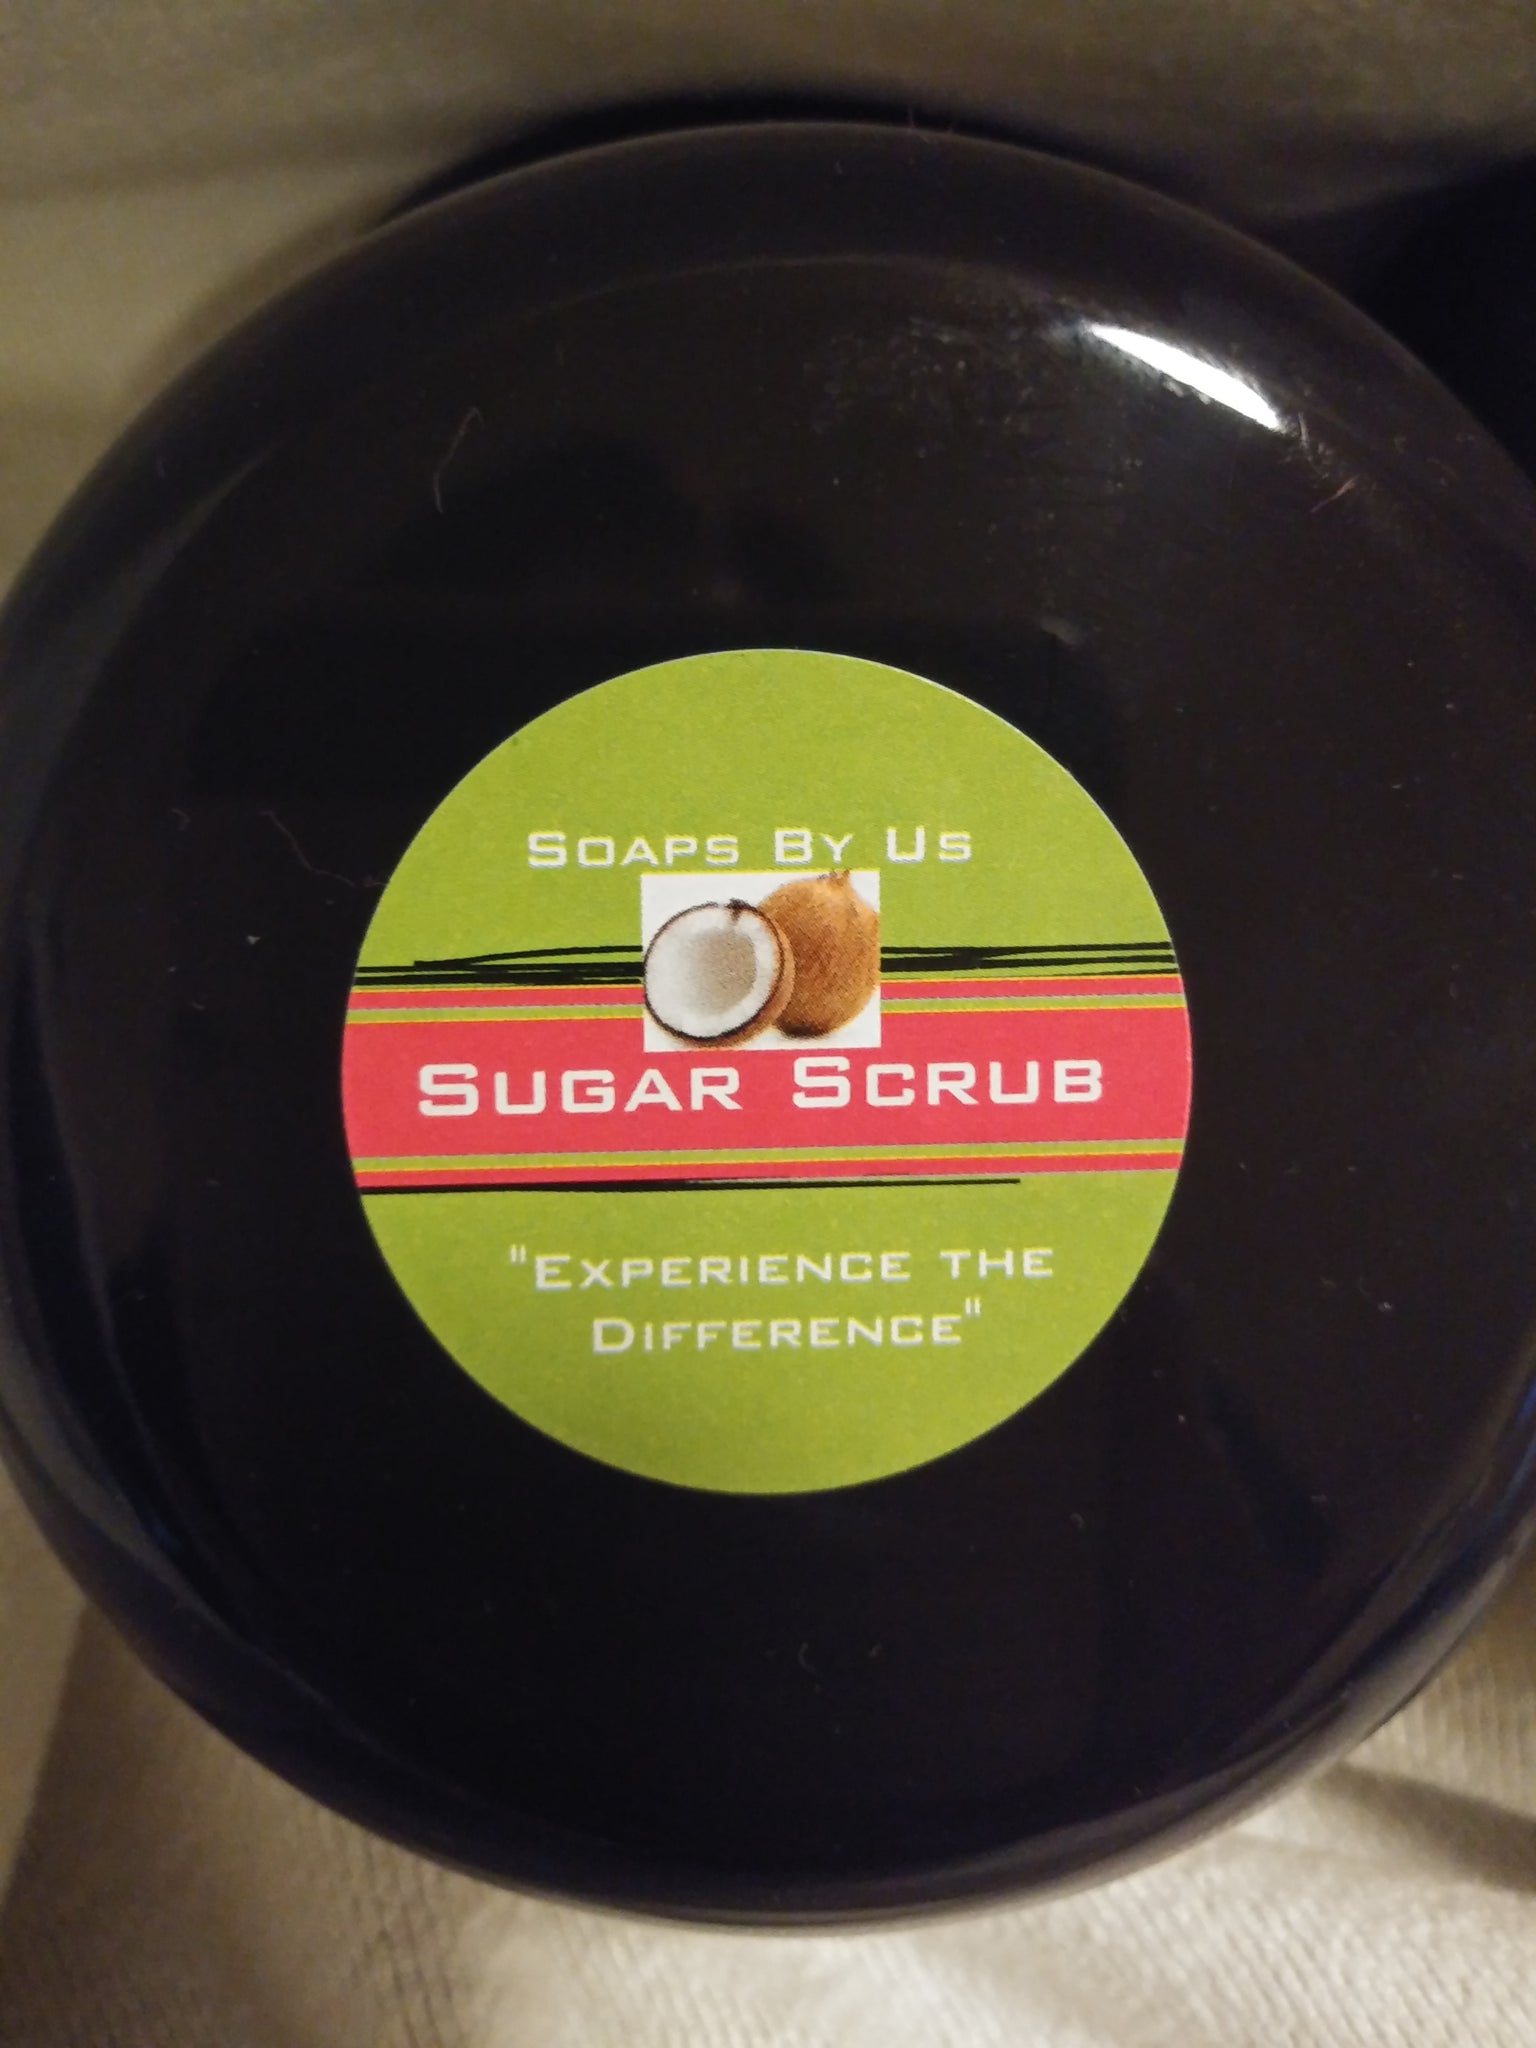 Soaps By Us
Sugar Scrub
"Experience the
Difference"